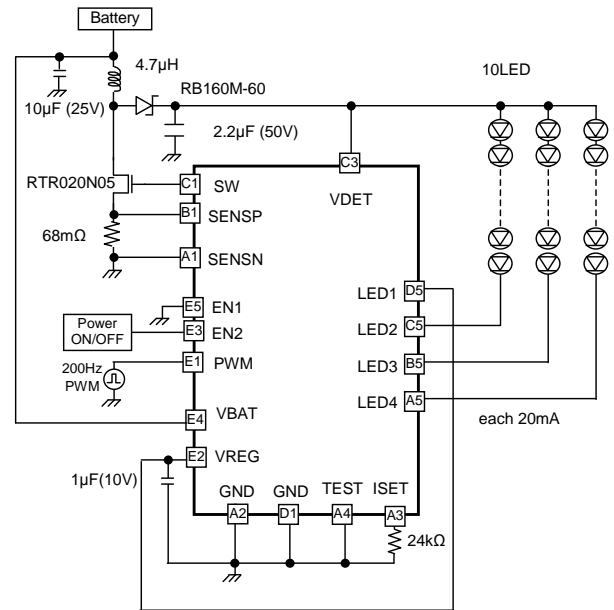 Battery
4.7µH
10µF (25V)
RB160M-60
10LED
2.2µF (50V)
C3
VDET
RTR020N05
C1
SW
B1
SENSP
68mΩ
A1
SENSN
E5
EN1
Power
ON/OFF
E3
EN2
200Hz
PWM
E1
PWM
E4
VBAT
E2
VREG
1µF(10V)
LED1
D5
LED2
C5
LED3
B5
LED4
A5
each 20mA
GND
GND
TEST
ISET
A2
D1
A4
A3
24kΩ